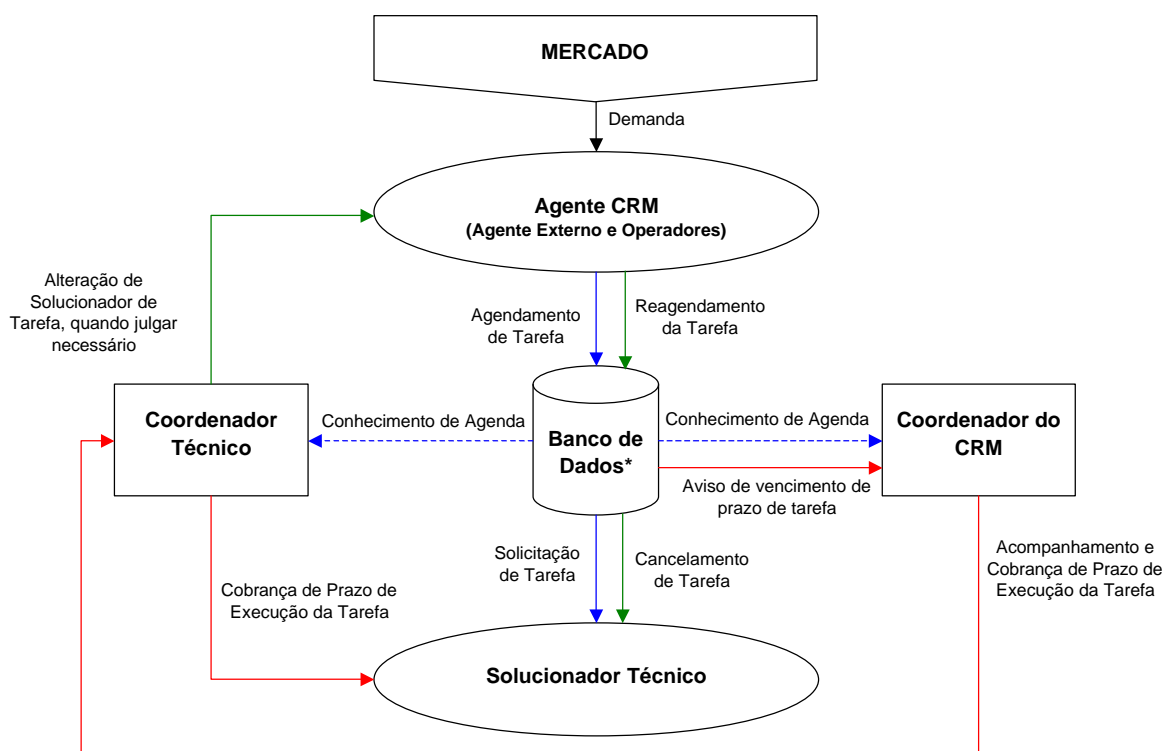 MERCADO
Demanda
Agente CRM
(Agente Externo e Operadores)
Alteração de
Solucionador de
Tarefa, quando julgar
necessário
Agendamento
de Tarefa
Reagendamento
da Tarefa
Coordenador
Técnico
Conhecimento de Agenda
Banco de
Dados*
Conhecimento de Agenda
Coordenador do
CRM
Aviso de vencimento de
prazo de tarefa
Solicitação
de Tarefa
Cancelamento
de Tarefa
Acompanhamento e
Cobrança de Prazo de
Execução da Tarefa
Cobrança de Prazo de
Execução da Tarefa
Solucionador Técnico